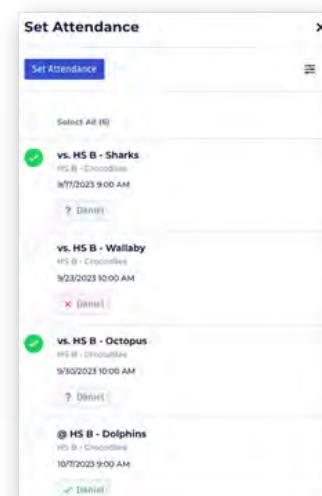 Set Attendance
Set Attendance
Select All (6)
vs. HS B - Sharks
HS B - Crocodiles
9/17/2023 9:00 AM
? Daniel
vs. HS B - Wallaby
HS B - Crocodiles
9/23/2023 10:00 AM
× Daniel
vs. HS B - Octopus
HS B - Crocodiles
9/30/2023 10:00 AM
? Daniel
@ HS B - Dolphins
HS B - Crocodiles
10/7/2023 9:00 AM
✓ Daniel